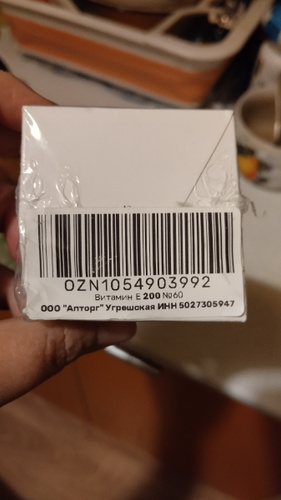 OZN1054903992
Витамин Е 200 №60
ООО "Апторг" Угрешская ИНН 5027305947